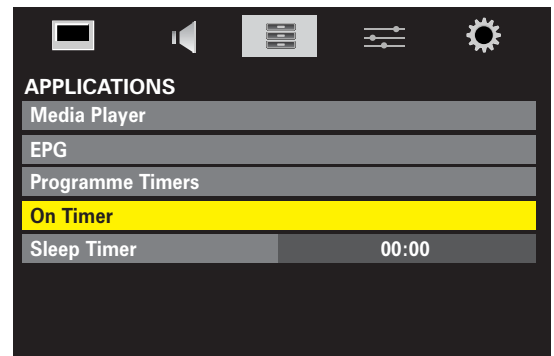 APPLICATIONS
Media Player
EPG
Programme Timers
On Timer
Sleep Timer 00:00